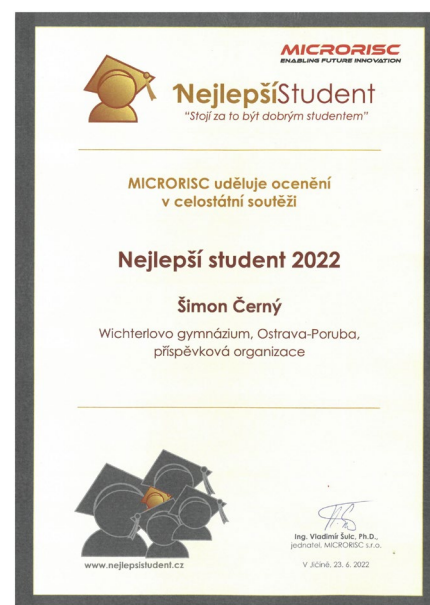 MICRORISC
ENABLING FUTURE INNOVATION
NejlepšíStudent
"Stojí za to být dobrým studentem"
MICRORISC uděluje ocenění
v celostátní soutěži
Nejlepší student 2022
Šimon Černý
Wichterlovo gymnázium, Ostrava-Poruba,
příspěvková organizace
www.nejlepsistudent.cz
Ing. Vladimír Šulc, Ph.D.,
jednatel, MICRORISC s.r.o.
V Jičíně, 23. 6. 2022